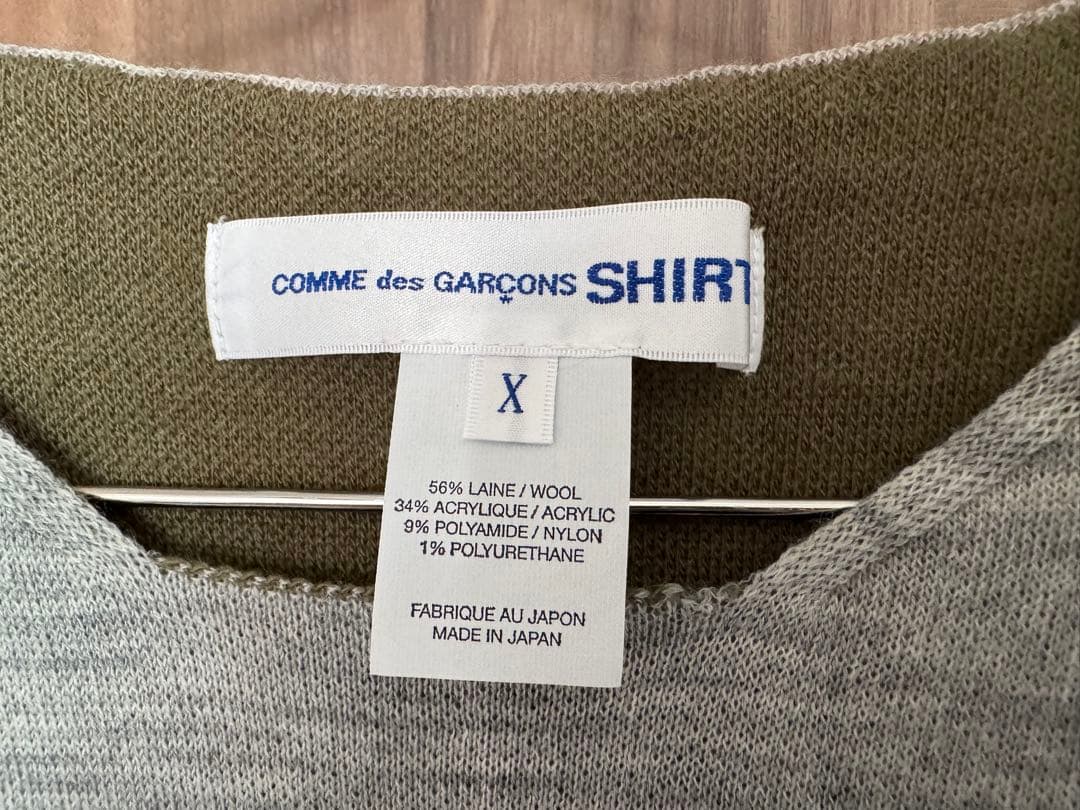 COMME des GARÇONS SHIRT
X
56% LAINE / WOOL
34% ACRYLIQUE / ACRYLIC
9% POLYAMIDE / NYLON
1% POLYURETHANE
FABRIQUE AU JAPON
MADE IN JAPAN